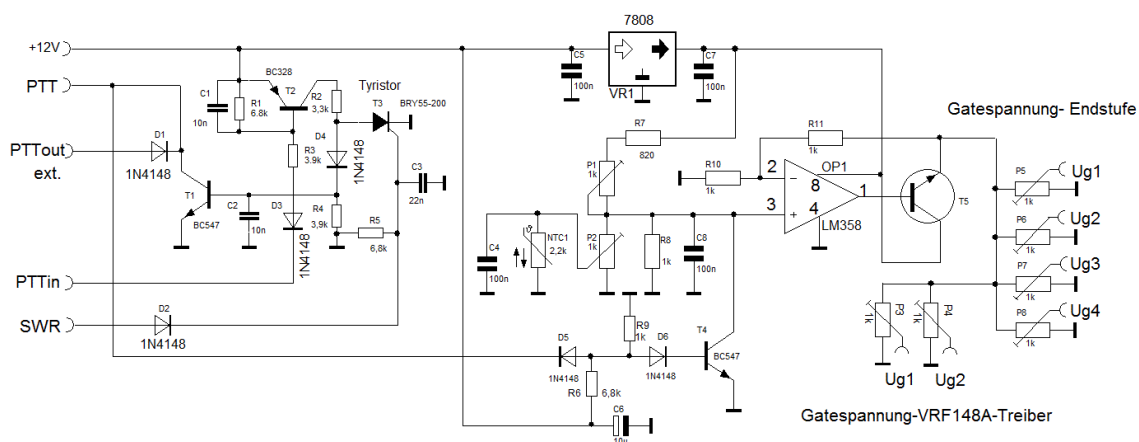 7808
+12V
C5
100n
VR1
C7
100n
PTT
BC328
T2
C1
10n
R1
6.8k
R2
3,3k
Tyristor
T3
BRY55-200
Gatespannung- Endstufe
R7
820
R11
1k
D1
1N4148
PTTout
ext.
R3
3.9k
D4
1N4148
P1
1k
R10
1k
2
OP1
8
1
3
4
LM358
T5
P5
1k
Ug1
T1
BC547
C2
10n
D3
1N4148
R4
3,9k
R5
6,8k
C3
22n
P6
1k
Ug2
C4
100n
NTC1
2,2k
P2
1k
R8
1k
C8
100n
P7
1k
Ug3
PTTin
P8
1k
Ug4
P3
1k
P4
1k
SWR
D2
1N4148
R9
1k
D5
1N4148
D6
1N4148
T4
BC547
R6
6,8k
Ug1
Ug2
C6
10u
Gatespannung-VRF148A-Treiber